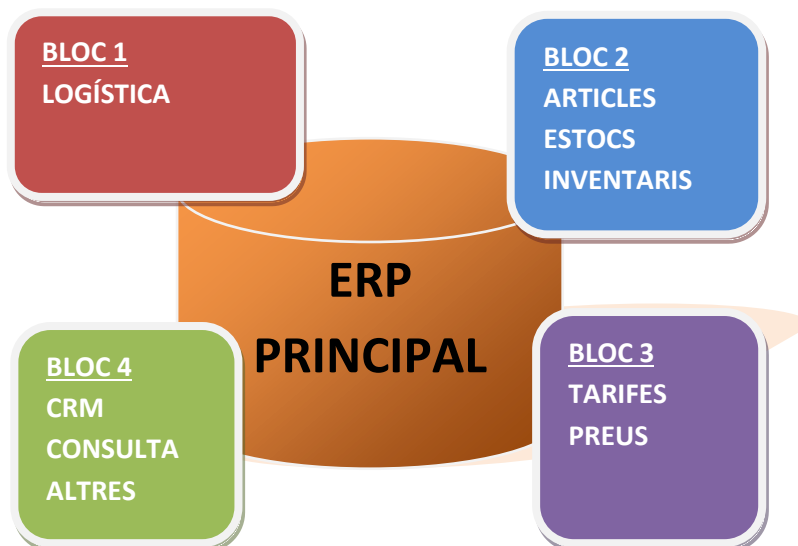 BLOC 1
LOGÍSTICA
BLOC 2
ARTICLES
ESTOCS
INVENTARIS
ERP
PRINCIPAL
BLOC 4
CRM
CONSULTA
ALTRES
BLOC 3
TARIFES
PREUS